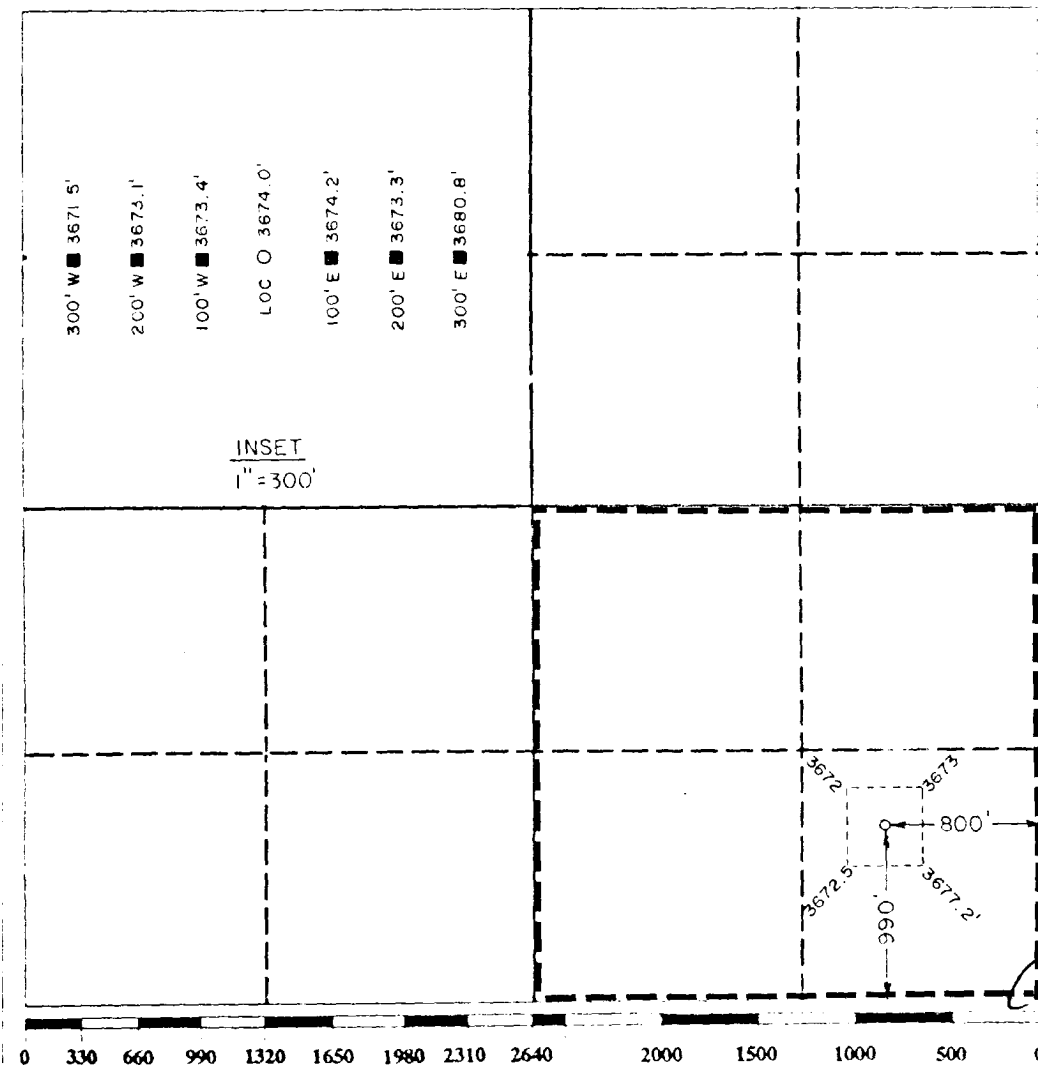 300' W 3671.5'
200' W 3673.1'
100' W 3673.4'
LOC 3674.0'
100' E 3674.2'
200' E 3673.3'
300' E 3680.8'
INSET
1"=300'
3672
3673
800'
3672.5
3677.2'
990'
0 330 660 990 1320 1650 1980 2310 2640 2000 1500 1000 500 0